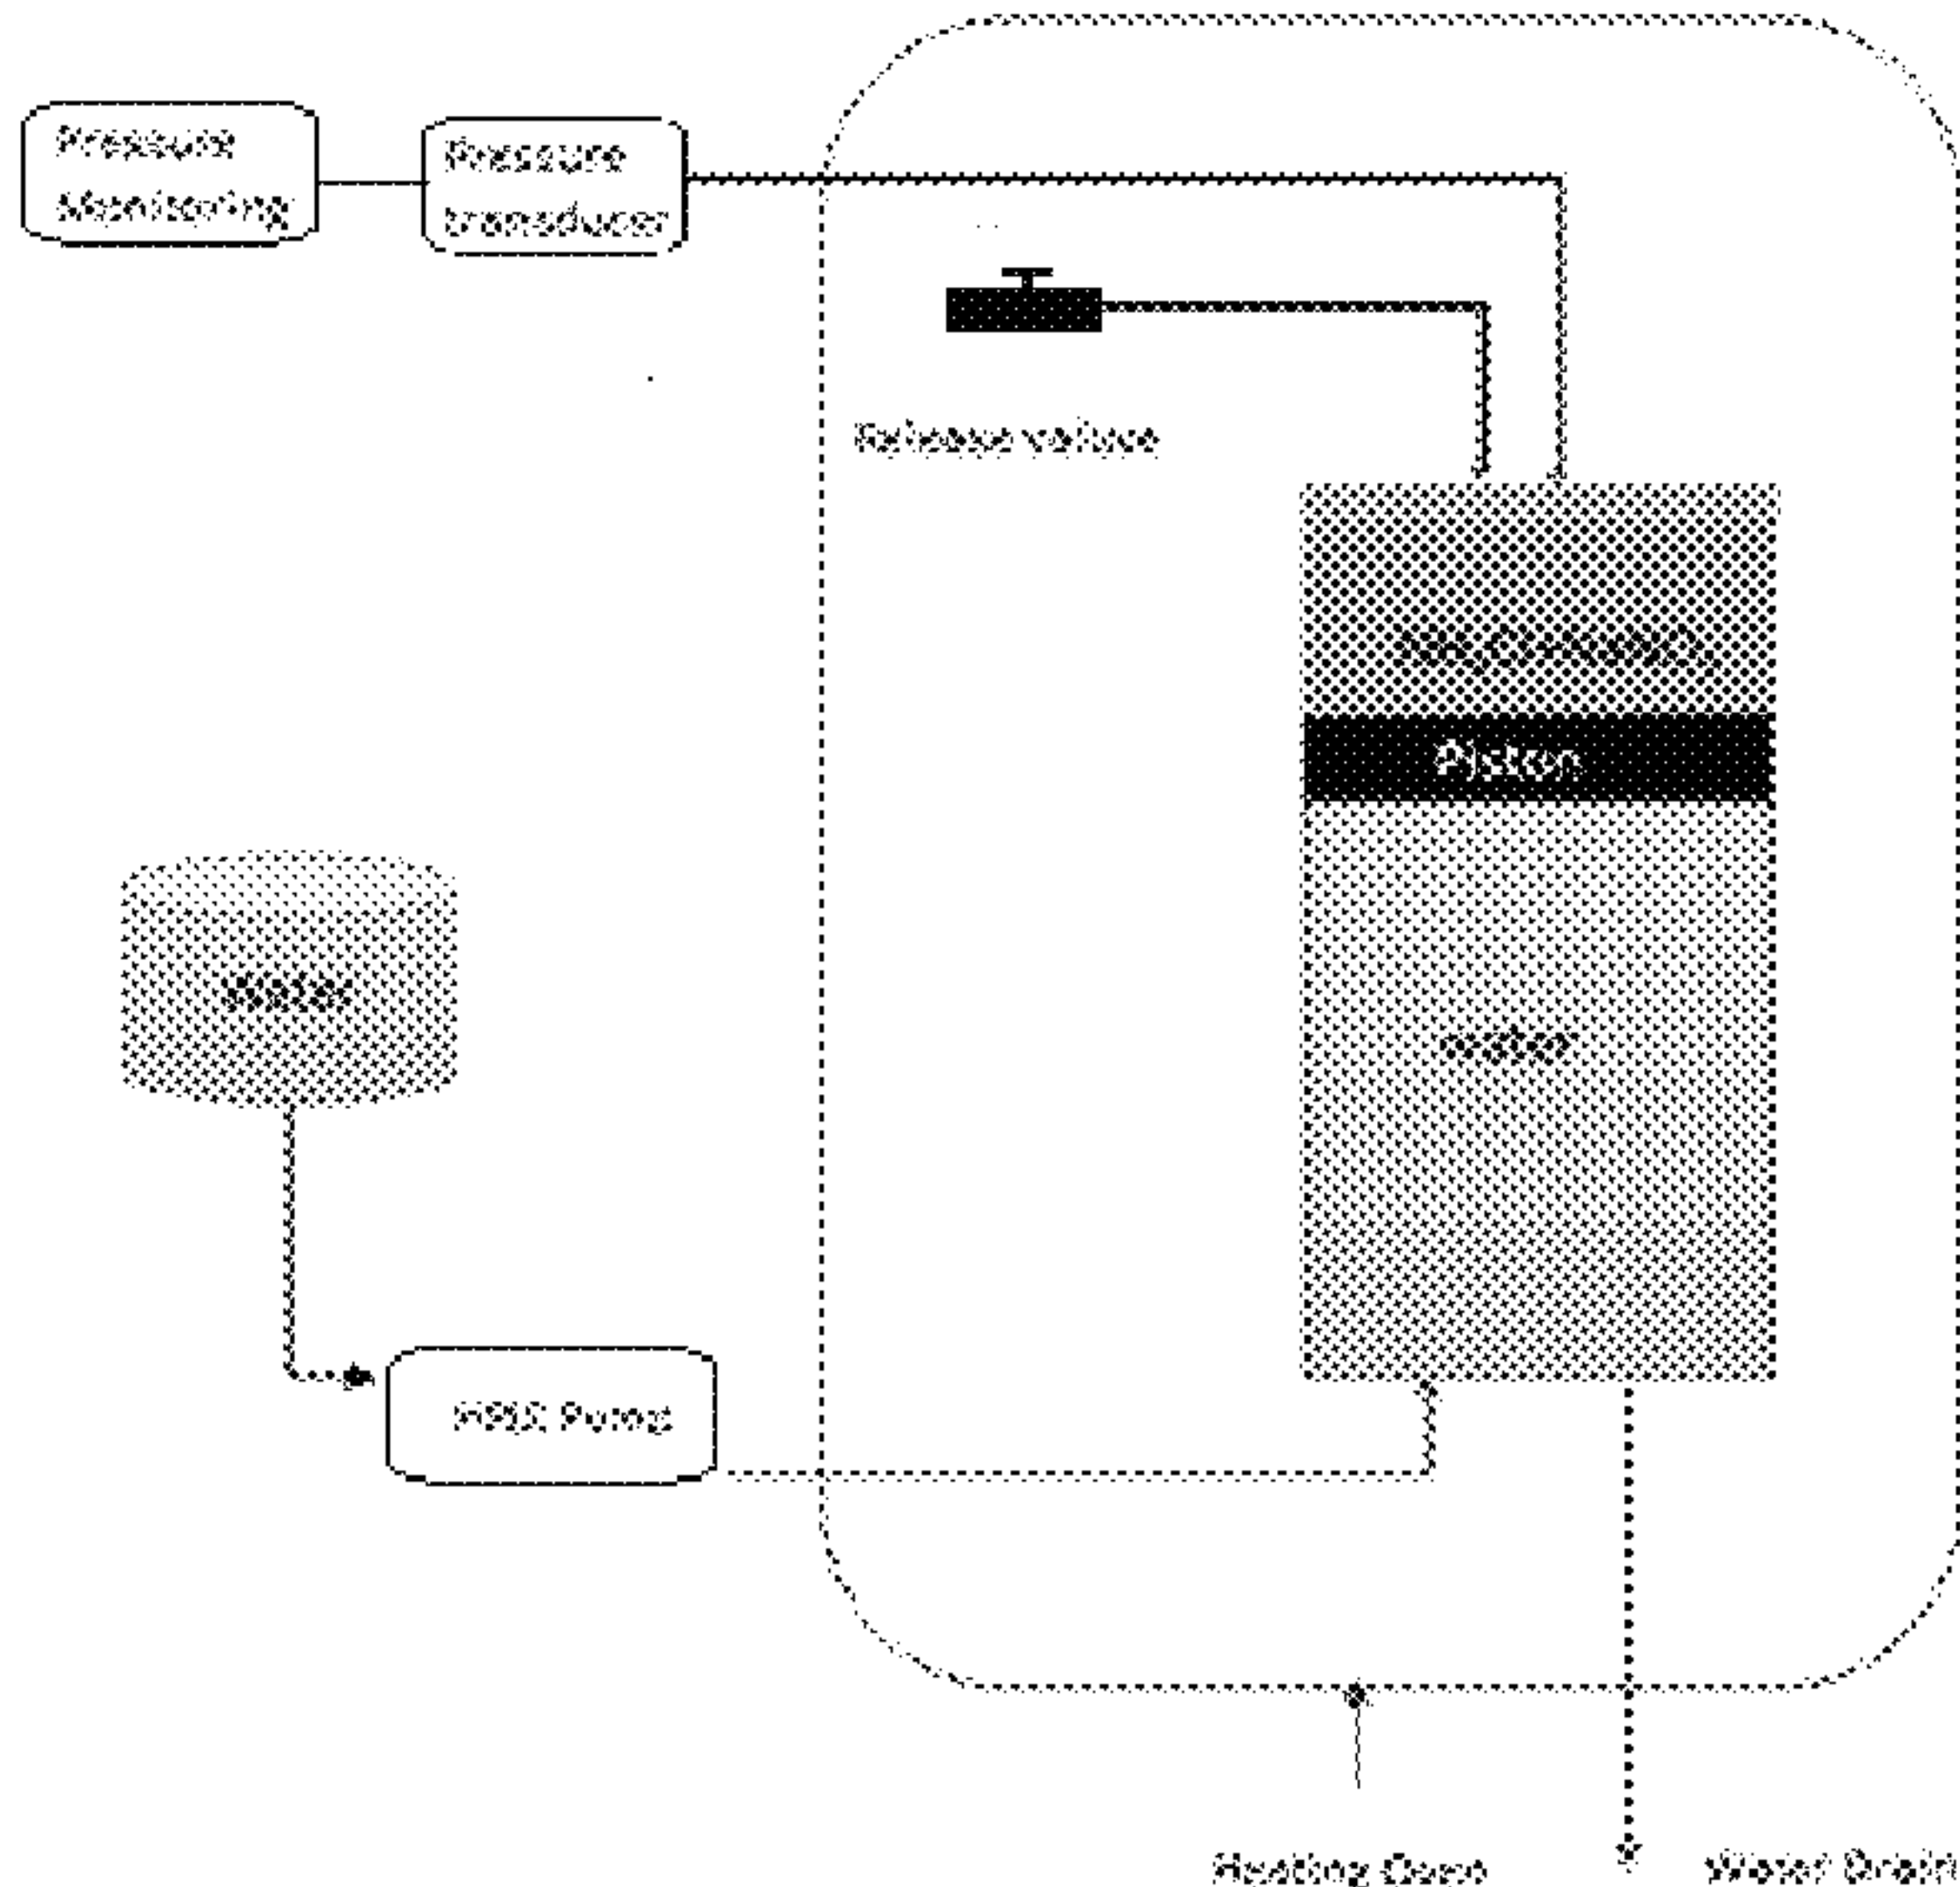 Pressure
Monitoring
Pressure
transducer
Release valve
Piston
Water
water
HPLC Pump
Heating Oven
Water Drain